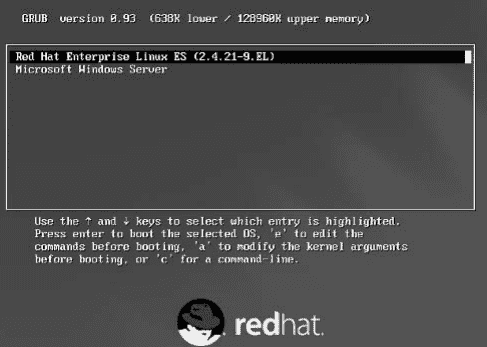 GRUB version 0.93 (638K lower / 128960K upper memory)
Red Hat Enterprise Linux ES (2.4.21-9.EL)
Microsoft Windows Server
Use the ↑ and ↓ keys to select which entry is highlighted.
Press enter to boot the selected OS, 'e' to edit the
commands before booting, 'a' to modify the kernel arguments
before booting, or 'c' for a command-line.
redhat.